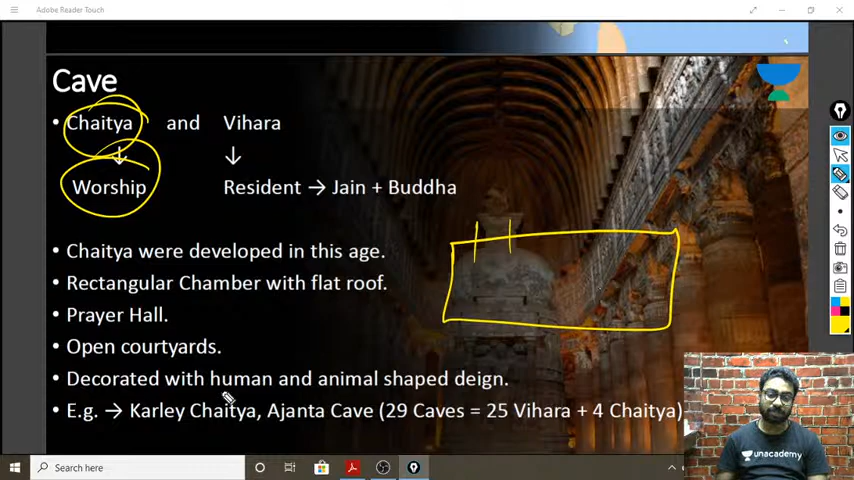 Adobe Reader Touch
Cave
• Chaitya and Vihara
↓ ↓
Worship Resident → Jain + Buddha
• Chaitya were developed in this age.
• Rectangular Chamber with flat roof.
• Prayer Hall.
• Open courtyards.
• Decorated with human and animal shaped deign.
• E.g. → Karley Chaitya, Ajanta Cave (29 Caves = 25 Vihara + 4 Chaitya)
unacademy
Search here